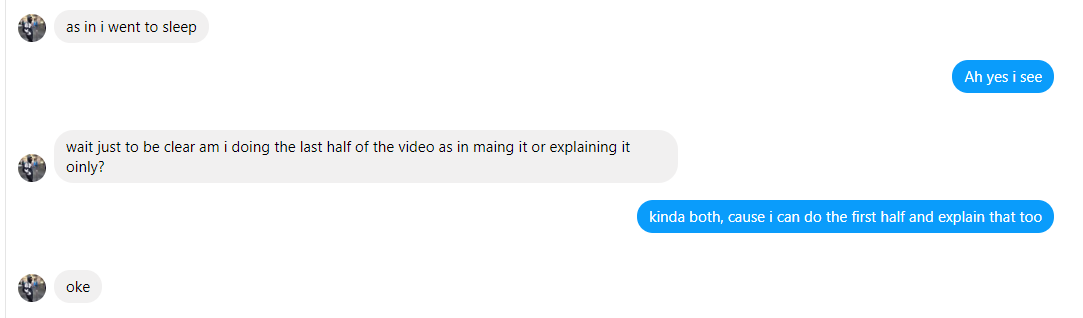 as in i went to sleep
Ah yes i see
wait just to be clear am i doing the last half of the video as in maing it or explaining it
oinly?
kinda both, cause i can do the first half and explain that too
oke